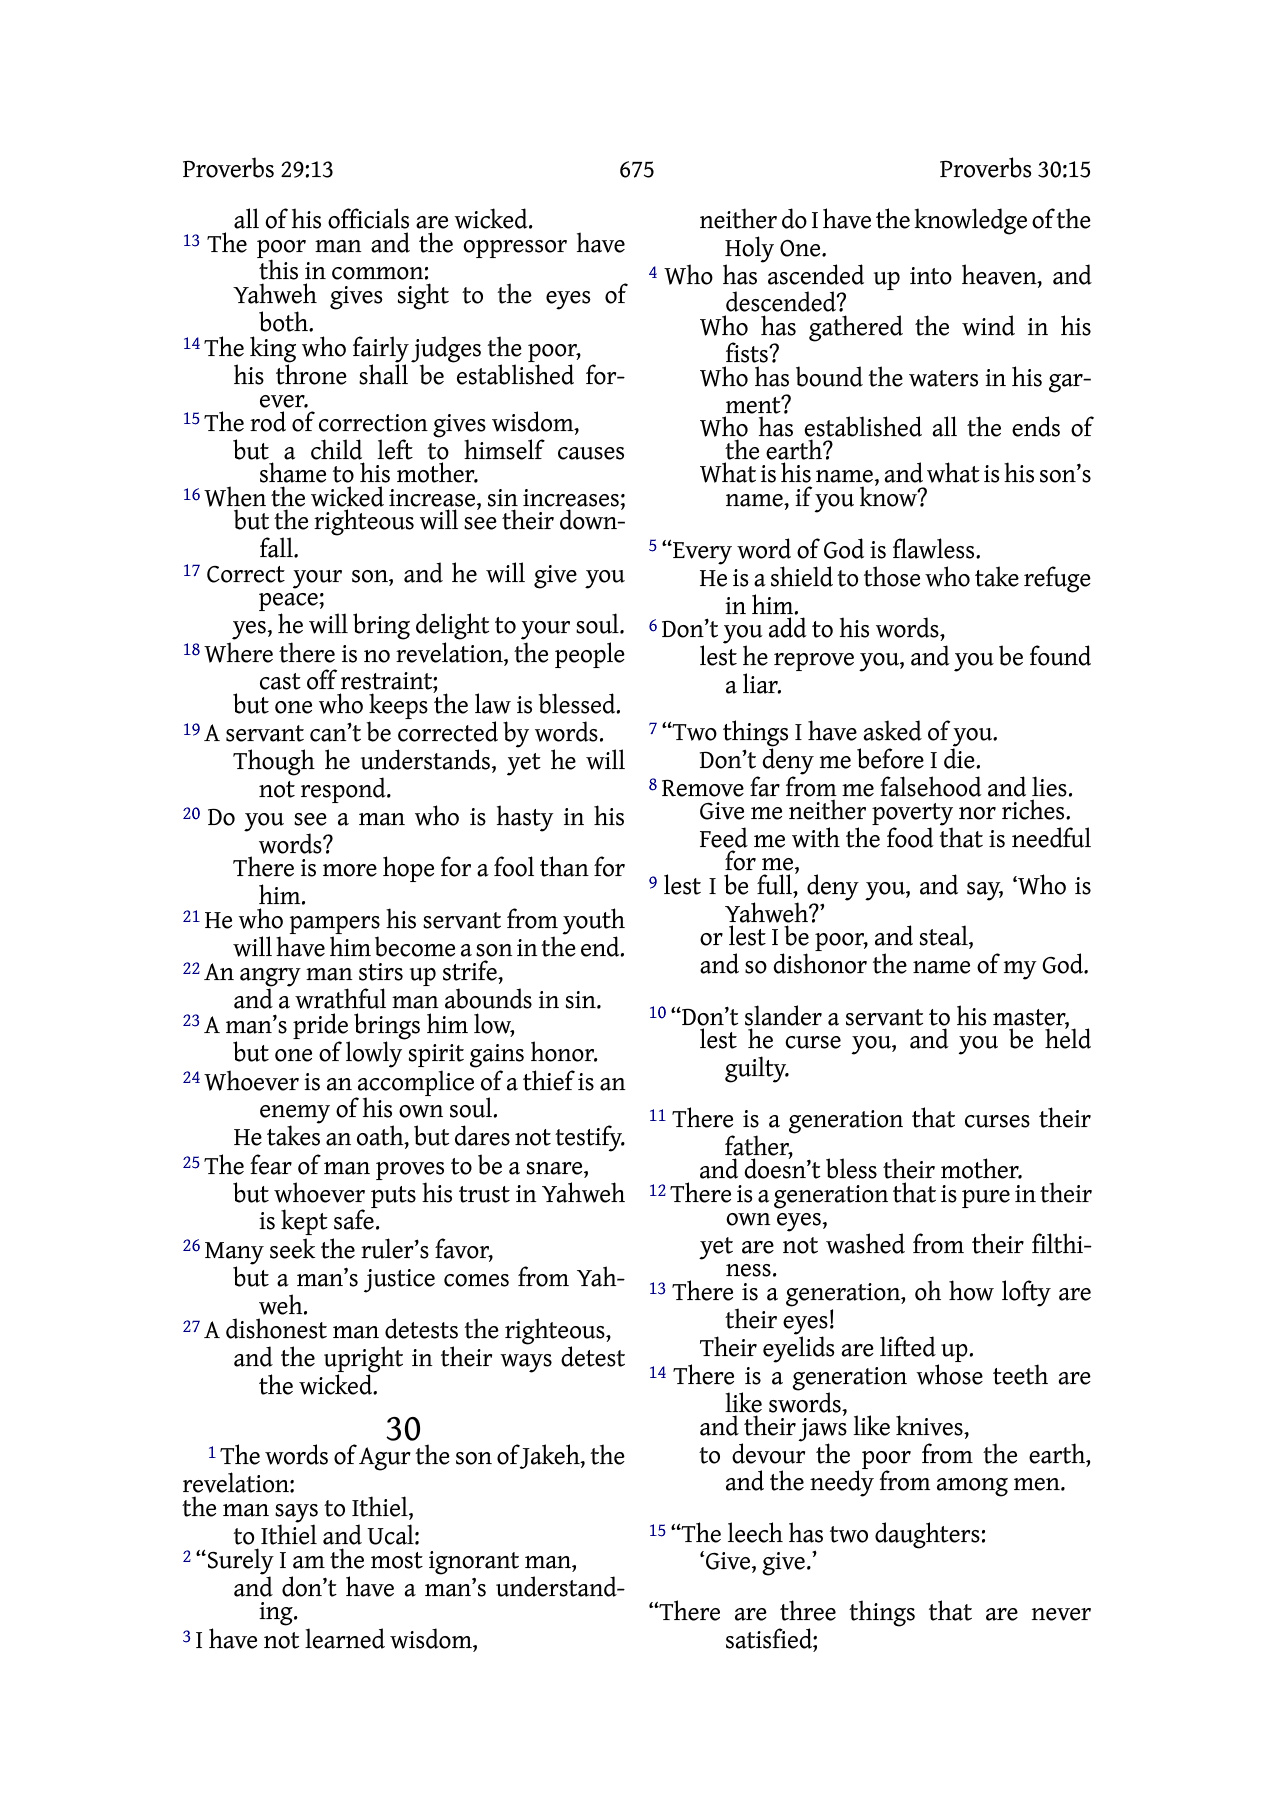 Proverbs 29:13 675 Proverbs 30:15
all of his officials are wicked.
13 The poor man and the oppressor have
this in common:
Yahweh gives sight to the eyes of
both.
14 The king who fairly judges the poor,
his throne shall be established for-
ever.
15 The rod of correction gives wisdom,
but a child left to himself causes
shame to his mother.
16 When the wicked increase, sin increases;
but the righteous will see their down-
fall.
17 Correct your son, and he will give you
peace;
yes, he will bring delight to your soul.
18 Where there is no revelation, the people
cast off restraint;
but one who keeps the law is blessed.
19 A servant can’t be corrected by words.
Though he understands, yet he will
not respond.
20 Do you see a man who is hasty in his
words?
There is more hope for a fool than for
him.
21 He who pampers his servant from youth
will have him become a son in the end.
22 An angry man stirs up strife,
and a wrathful man abounds in sin.
23 A man’s pride brings him low,
but one of lowly spirit gains honor.
24 Whoever is an accomplice of a thief is an
enemy of his own soul.
He takes an oath, but dares not testify.
25 The fear of man proves to be a snare,
but whoever puts his trust in Yahweh
is kept safe.
26 Many seek the ruler’s favor,
but a man’s justice comes from Yah-
weh.
27 A dishonest man detests the righteous,
and the upright in their ways detest
the wicked.
30
1 The words of Agur the son of Jakeh, the
revelation:
the man says to Ithiel,
to Ithiel and Ucal:
2 “Surely I am the most ignorant man,
and don’t have a man’s understand-
ing.
3 I have not learned wisdom,
neither do I have the knowledge of the
Holy One.
4 Who has ascended up into heaven, and
descended?
Who has gathered the wind in his
fists?
Who has bound the waters in his gar-
ment?
Who has established all the ends of
the earth?
What is his name, and what is his son’s
name, if you know?
5 “Every word of God is flawless.
He is a shield to those who take refuge
in him.
6 Don’t you add to his words,
lest he reprove you, and you be found
a liar.
7 “Two things I have asked of you.
Don’t deny me before I die.
8 Remove far from me falsehood and lies.
Give me neither poverty nor riches.
Feed me with the food that is needful
for me,
9 lest I be full, deny you, and say, ‘Who is
Yahweh?’
or lest I be poor, and steal,
and so dishonor the name of my God.
10 “Don’t slander a servant to his master,
lest he curse you, and you be held
guilty.
11 There is a generation that curses their
father,
and doesn’t bless their mother.
12 There is a generation that is pure in their
own eyes,
yet are not washed from their filthi-
ness.
13 There is a generation, oh how lofty are
their eyes!
Their eyelids are lifted up.
14 There is a generation whose teeth are
like swords,
and their jaws like knives,
to devour the poor from the earth,
and the needy from among men.
15 “The leech has two daughters:
‘Give, give.’
“There are three things that are never
satisfied;